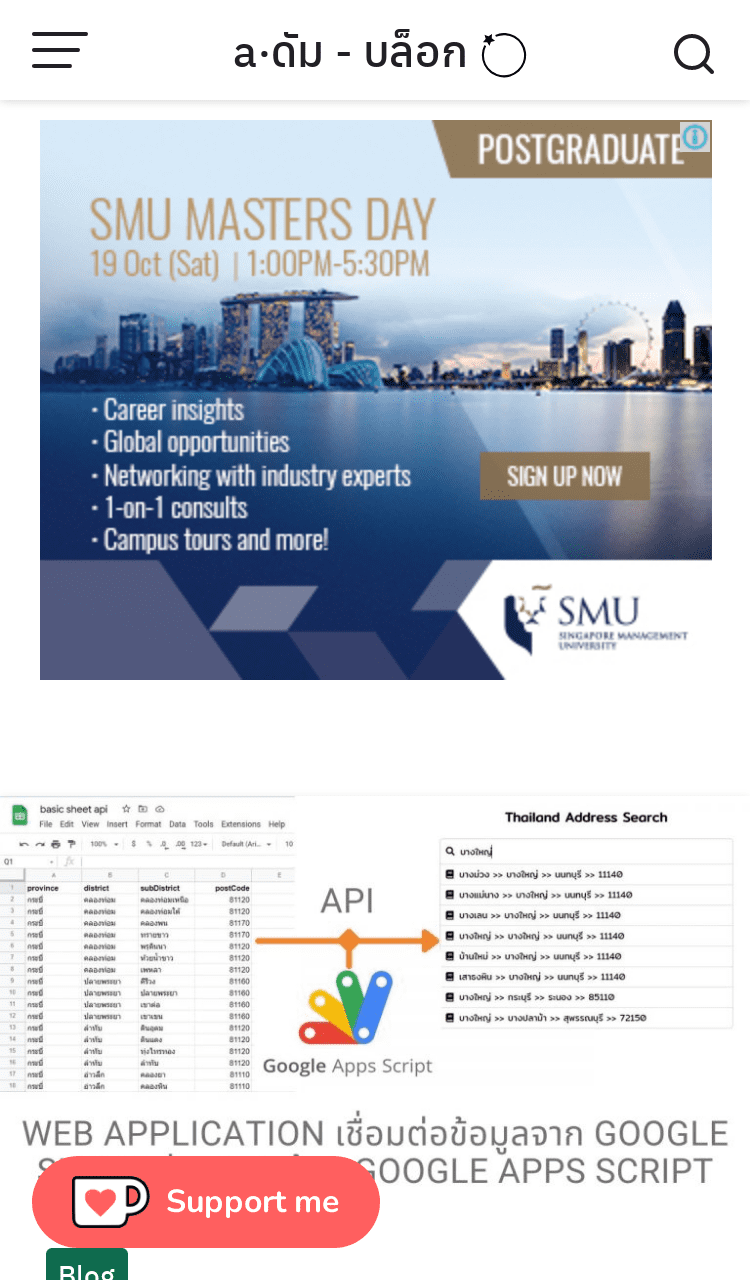 a·ดัม - บล็อก
POSTGRADUATE
SMU MASTERS DAY
19 Oct (Sat) | 1:00PM-5:30PM
· Career insights
· Global opportunities
· Networking with industry experts
· 1-on-1 consults
· Campus tours and more!
SIGN UP NOW
SMU
SINGAPORE MANAGEMENT
UNIVERSITY
basic sheet api
File Edit View Insert Format Data Tools Extensions Help
100% $ % .0 .00 123 Default (Ari... 10
Q1 fx
A B C D E
1 province district subDistrict postCode
2 กระบี่ คลองท่อม คลองท่อมเหนือ 81120
3 กระบี่ คลองท่อม คลองท่อมใต้ 81120
4 กระบี่ คลองท่อม คลองพน 81170
5 กระบี่ คลองท่อม ทรายขาว 81170
6 กระบี่ คลองท่อม พรุดินนา 81120
7 กระบี่ คลองท่อม ห้วยน้ำขาว 81120
8 กระบี่ คลองท่อม เพหลา 81120
9 กระบี่ ปลายพระยา คีรีวง 81160
10 กระบี่ ปลายพระยา ปลายพระยา 81160
11 กระบี่ ปลายพระยา เขาต่อ 81160
12 กระบี่ ปลายพระยา เขาเขน 81160
13 กระบี่ ลำทับ ดินอุดม 81120
14 กระบี่ ลำทับ ดินแดง 81120
15 กระบี่ ลำทับ ทุ่งไทรทอง 81120
16 กระบี่ ลำทับ ลำทับ 81120
17 กระบี่ อ่าวลึก คลองยา 81110
18 กระบี่ อ่าวลึก คลองหิน 81110
API
Google Apps Script
Thailand Address Search
บางใหญ่
บางม่วง >> บางใหญ่ >> นนทบุรี >> 11140
บางแม่นาง >> บางใหญ่ >> นนทบุรี >> 11140
บางเลน >> บางใหญ่ >> นนทบุรี >> 11140
บางใหญ่ >> บางใหญ่ >> นนทบุรี >> 11140
บ้านใหม่ >> บางใหญ่ >> นนทบุรี >> 11140
เสาธงหิน >> บางใหญ่ >> นนทบุรี >> 11140
บางใหญ่ >> กระบุรี >> ระนอง >> 85110
บางใหญ่ >> บางปลาม้า >> สุพรรณบุรี >> 72150
WEB APPLICATION เชื่อมต่อข้อมูลจาก GOOGLE
GOOGLE APPS SCRIPT
Support me
Blog